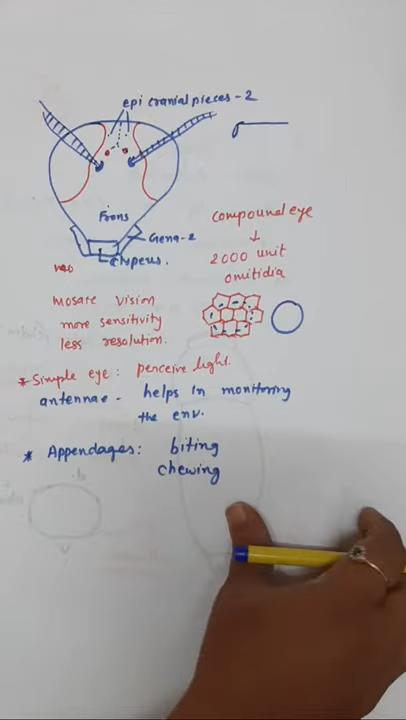 epi cranial pieces - 2
Frons
Gena-2
Clypeus.
compound eye
2000 unit
omitidia
Mosare vision
more sensitivity
less resolution.
* Simple eye: perceive light.
antennae - helps in monitoring
the env.
* Appendages: biting
chewing